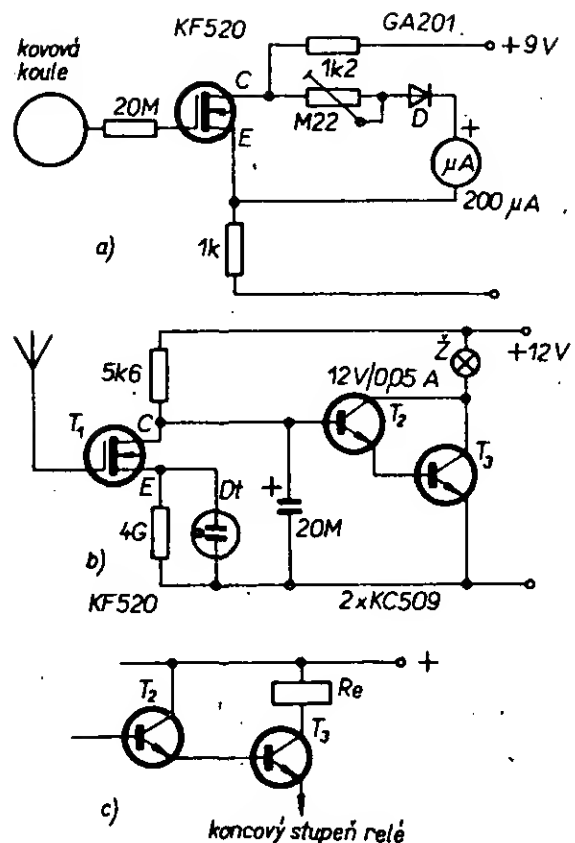 KF520
GA201
+9V
kovová
koule
20M
C
1k2
M22
D
+
E
µA
200 µA
a)
1k
+12V
Ž
5k6
12V/0,05 A
T1
C
T2
T3
E
Dt
+
4G
20M
b)
KF520
2xKC509
+
T2
Re
T3
c)
koncový stupeň relé